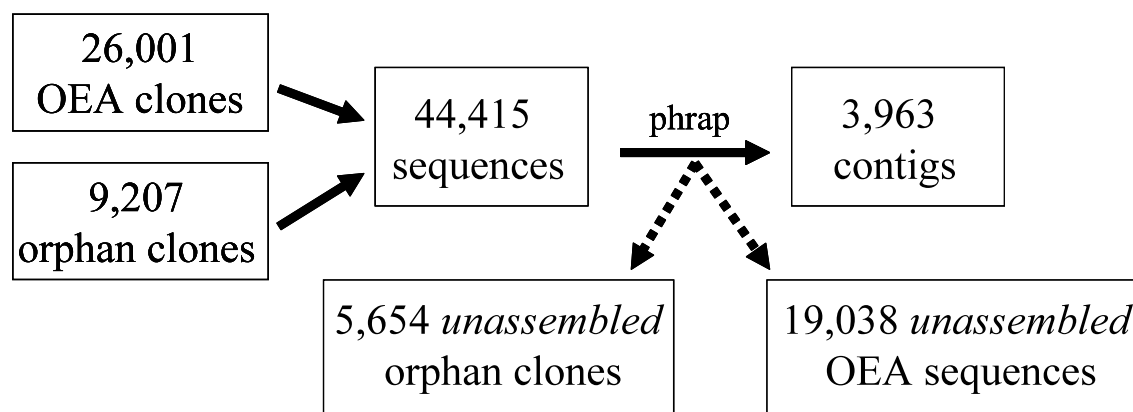 26,001
OEA clones
9,207
orphan clones
44,415
sequences
phrap
3,963
contigs
5,654 unassembled
orphan clones
19,038 unassembled
OEA sequences